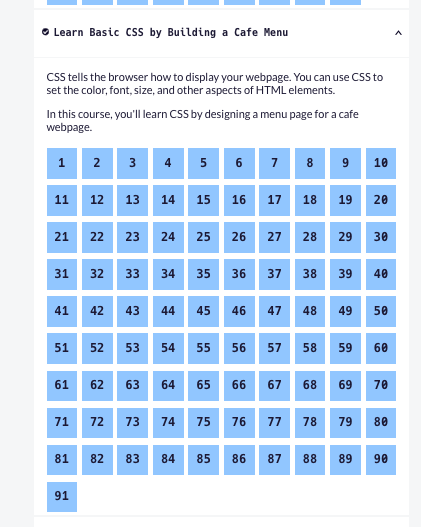 Learn Basic CSS by Building a Cafe Menu
CSS tells the browser how to display your webpage. You can use CSS to
set the color, font, size, and other aspects of HTML elements.
In this course, you'll learn CSS by designing a menu page for a cafe
webpage.
1 2 3 4 5 6 7 8 9 10
11 12 13 14 15 16 17 18 19 20
21 22 23 24 25 26 27 28 29 30
31 32 33 34 35 36 37 38 39 40
41 42 43 44 45 46 47 48 49 50
51 52 53 54 55 56 57 58 59 60
61 62 63 64 65 66 67 68 69 70
71 72 73 74 75 76 77 78 79 80
81 82 83 84 85 86 87 88 89 90
91